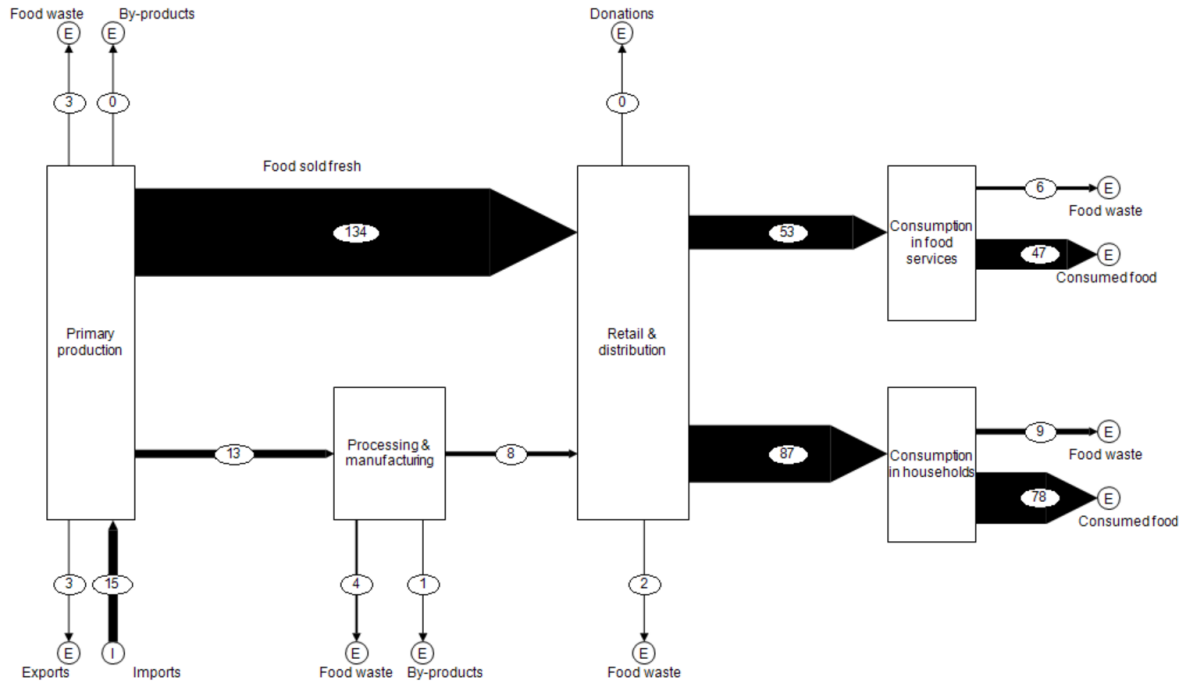 Food waste
By-products
Donations
E
E
E
3
0
0
Food sold fresh
6
E
Food waste
134
53
Consumption
in food
services
47
E
Consumed food
Primary
production
Retail &
distribution
13
Processing &
manufacturing
8
87
Consumption
in households
9
E
Food waste
78
E
Consumed food
3
15
4
1
2
E
I
E
E
E
Exports
Imports
Food waste
By-products
Food waste